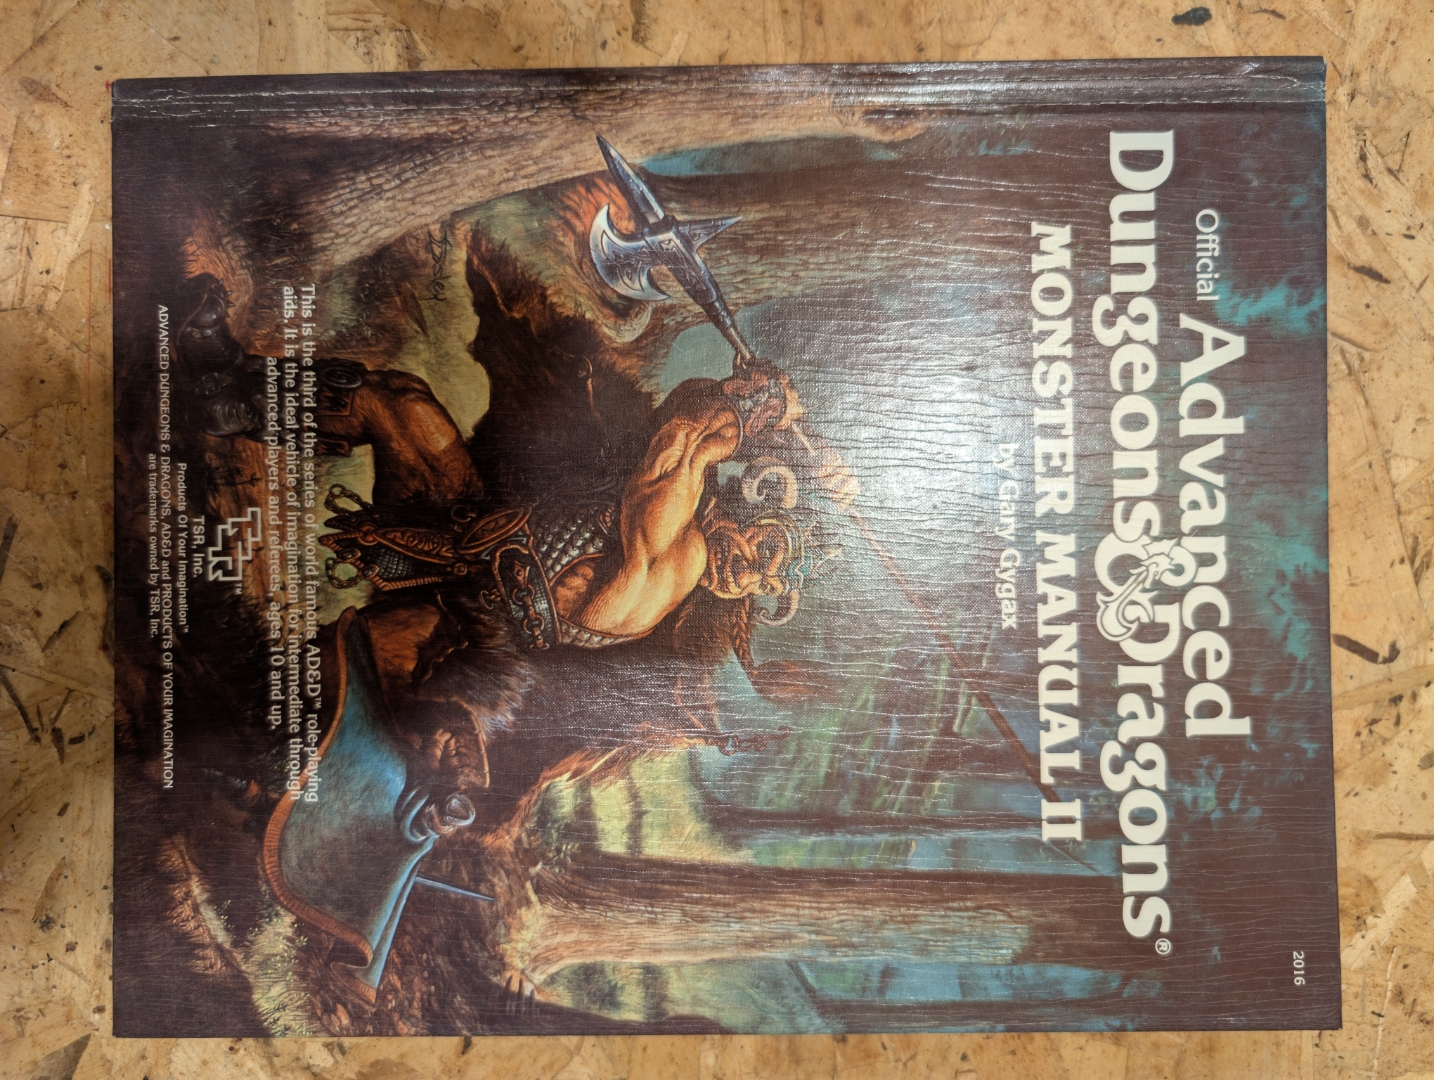 2016
Official
Advanced
Dungeons & Dragons®
MONSTER MANUAL II
by Gary Gygax
Easley
This is the third of the series of world famous AD&D™ role-playing
aids. It is the ideal vehicle of imagination for intermediate through
advanced players and referees, ages 10 and up.
TM
TSR, Inc.
Products Of Your Imagination™
ADVANCED DUNGEONS & DRAGONS, AD&D and PRODUCTS OF YOUR IMAGINATION
are trademarks owned by TSR, Inc.